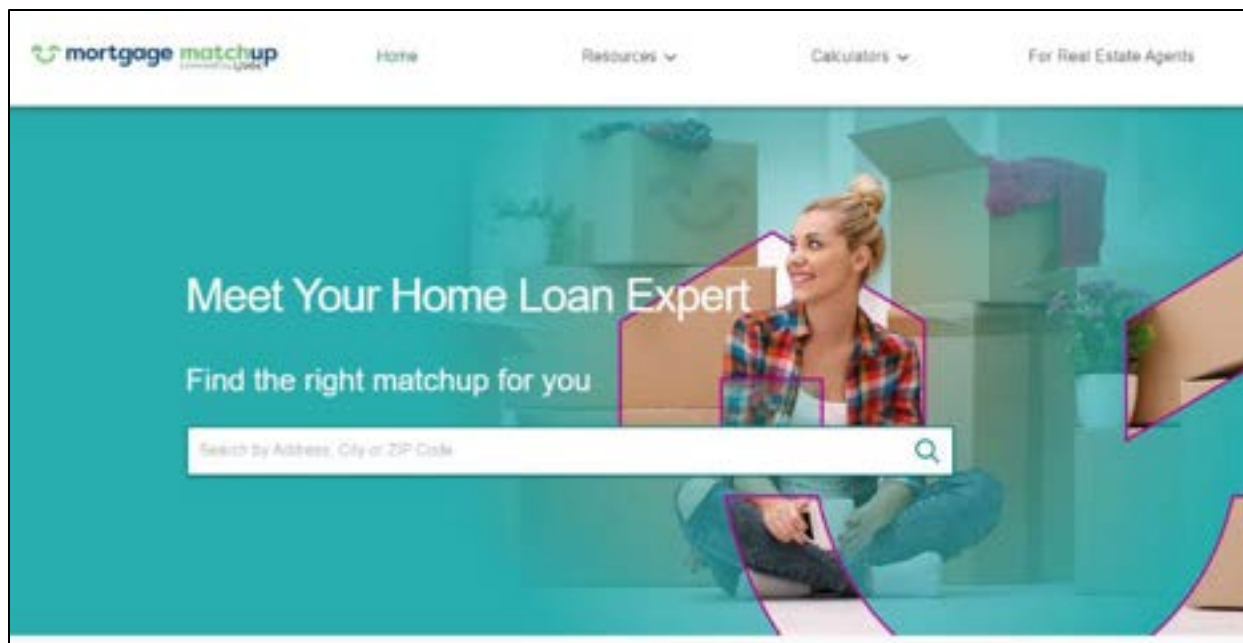 mortgage matchup
Home
Resources
Calculators
For Real Estate Agents
Meet Your Home Loan Expert
Find the right matchup for you
Search by Address, City or ZIP Code